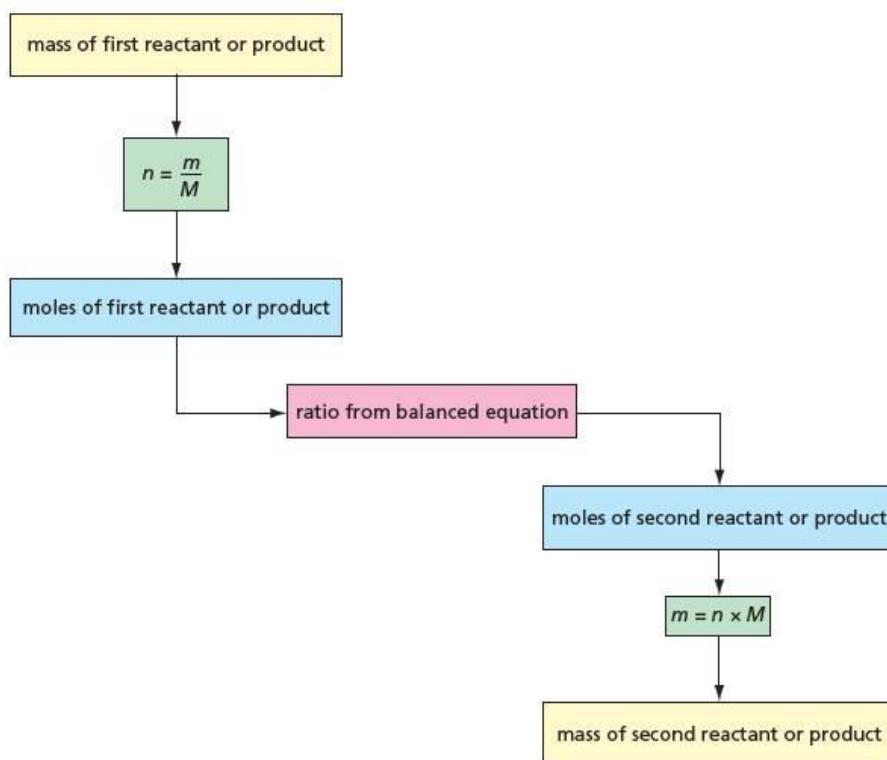 mass of first reactant or product
n = m/M
moles of first reactant or product
ratio from balanced equation
moles of second reactant or product
m = n × M
mass of second reactant or product